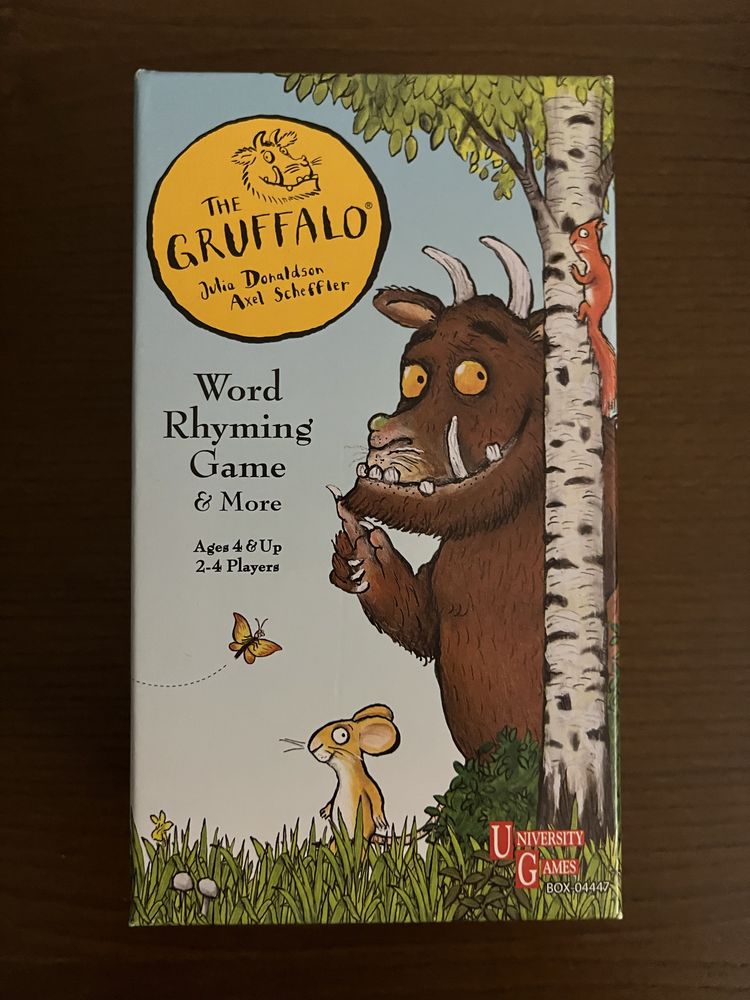 THE
GRUFFALO®
Julia Donaldson
Axel Scheffler
Word
Rhyming
Game
& More
Ages 4 & Up
2-4 Players
UNIVERSITY
GAMES
BOX-04447